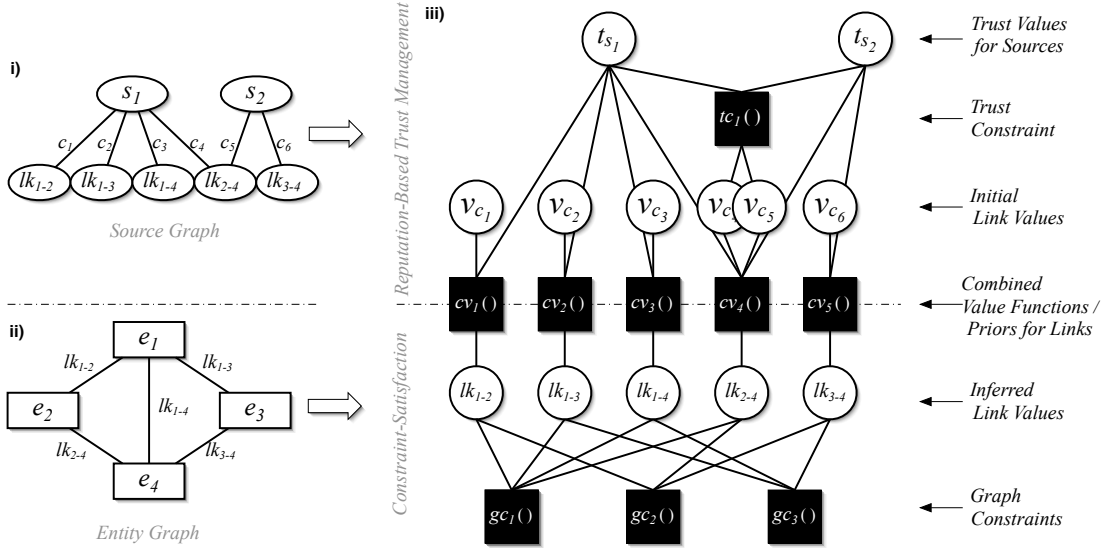 i)
s1
s2
c1
c2
c3
c4
c5
c6
lk1-2
lk1-3
lk1-4
lk2-4
lk3-4
Source Graph
ii)
e1
lk1-2
lk1-3
e2
lk1-4
e3
lk2-4
lk3-4
e4
Entity Graph
iii)
Reputation-Based Trust Management
Constraint-Satisfaction
ts1
ts2
tc1()
vc1
vc2
vc3
vc4
vc5
vc6
cv1()
cv2()
cv3()
cv4()
cv5()
lk1-2
lk1-3
lk1-4
lk2-4
lk3-4
gc1()
gc2()
gc3()
Trust Values
for Sources
Trust
Constraint
Initial
Link Values
Combined
Value Functions /
Priors for Links
Inferred
Link Values
Graph
Constraints